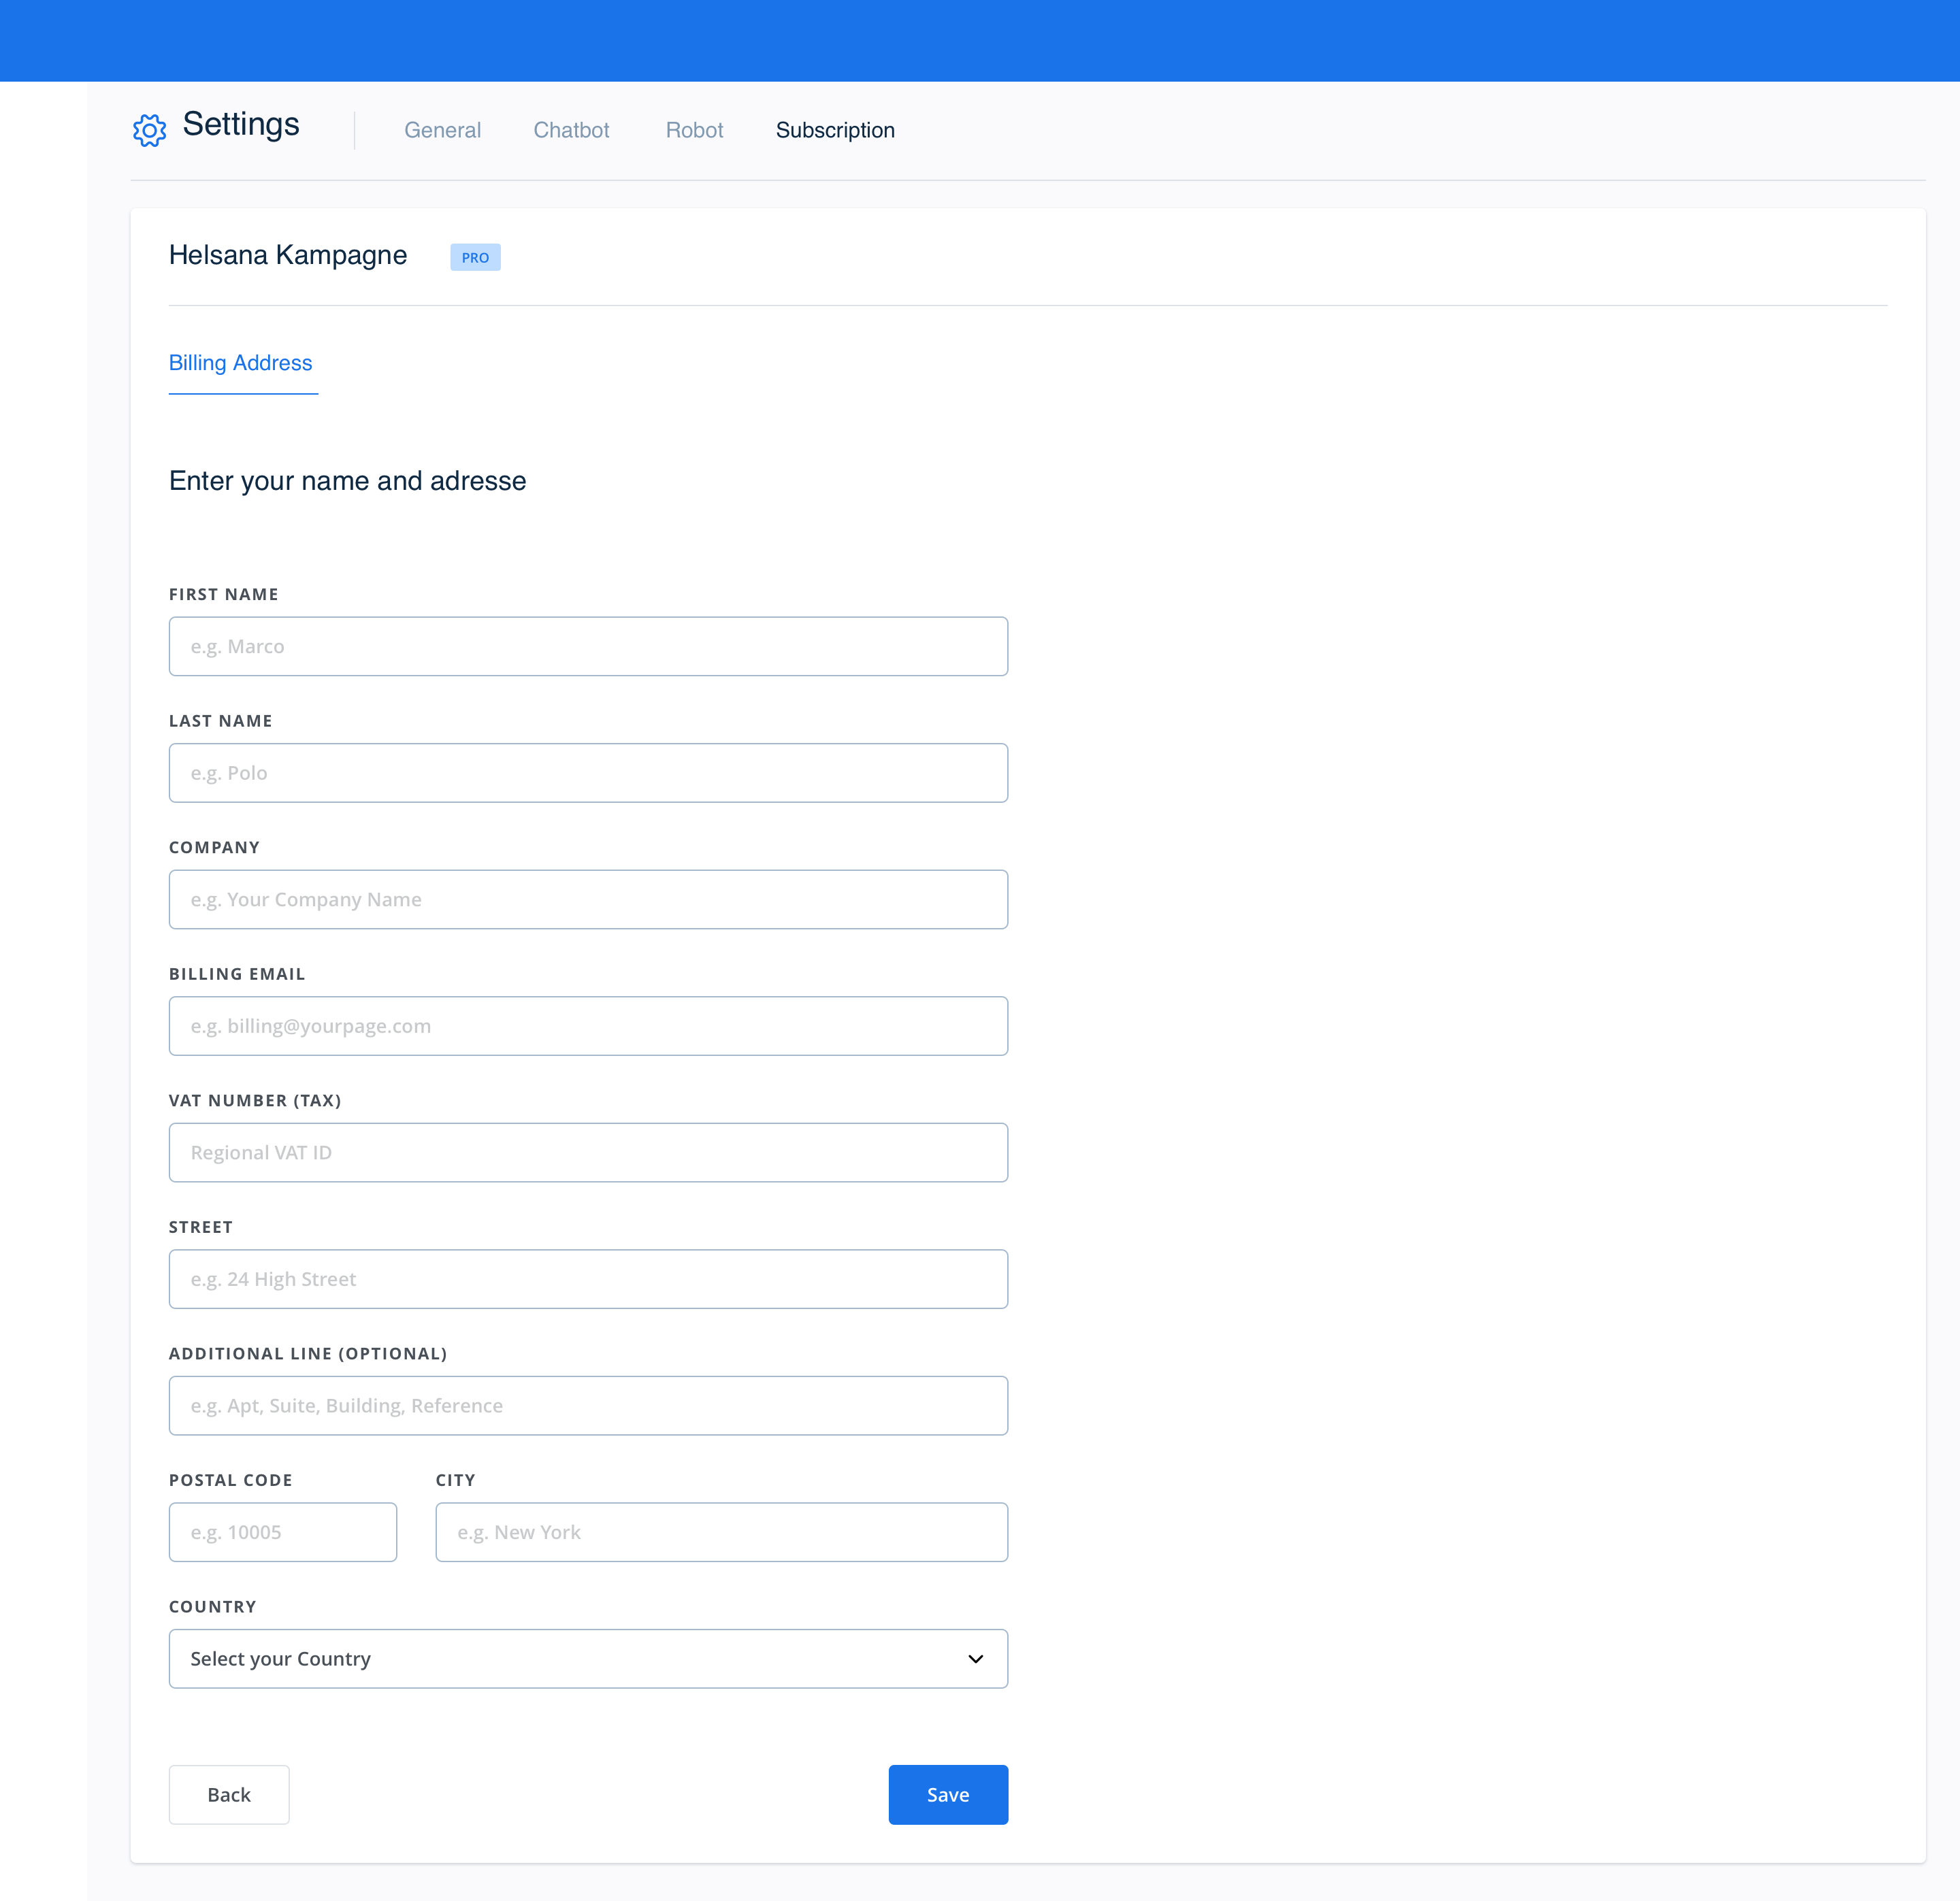 Settings
General Chatbot Robot Subscription
Helsana Kampagne PRO
Billing Address
Enter your name and adresse
FIRST NAME
e.g. Marco
LAST NAME
e.g. Polo
COMPANY
e.g. Your Company Name
BILLING EMAIL
e.g. billing@yourpage.com
VAT NUMBER (TAX)
Regional VAT ID
STREET
e.g. 24 High Street
ADDITIONAL LINE (OPTIONAL)
e.g. Apt, Suite, Building, Reference
POSTAL CODE CITY
e.g. 10005 e.g. New York
COUNTRY
Select your Country
Back Save